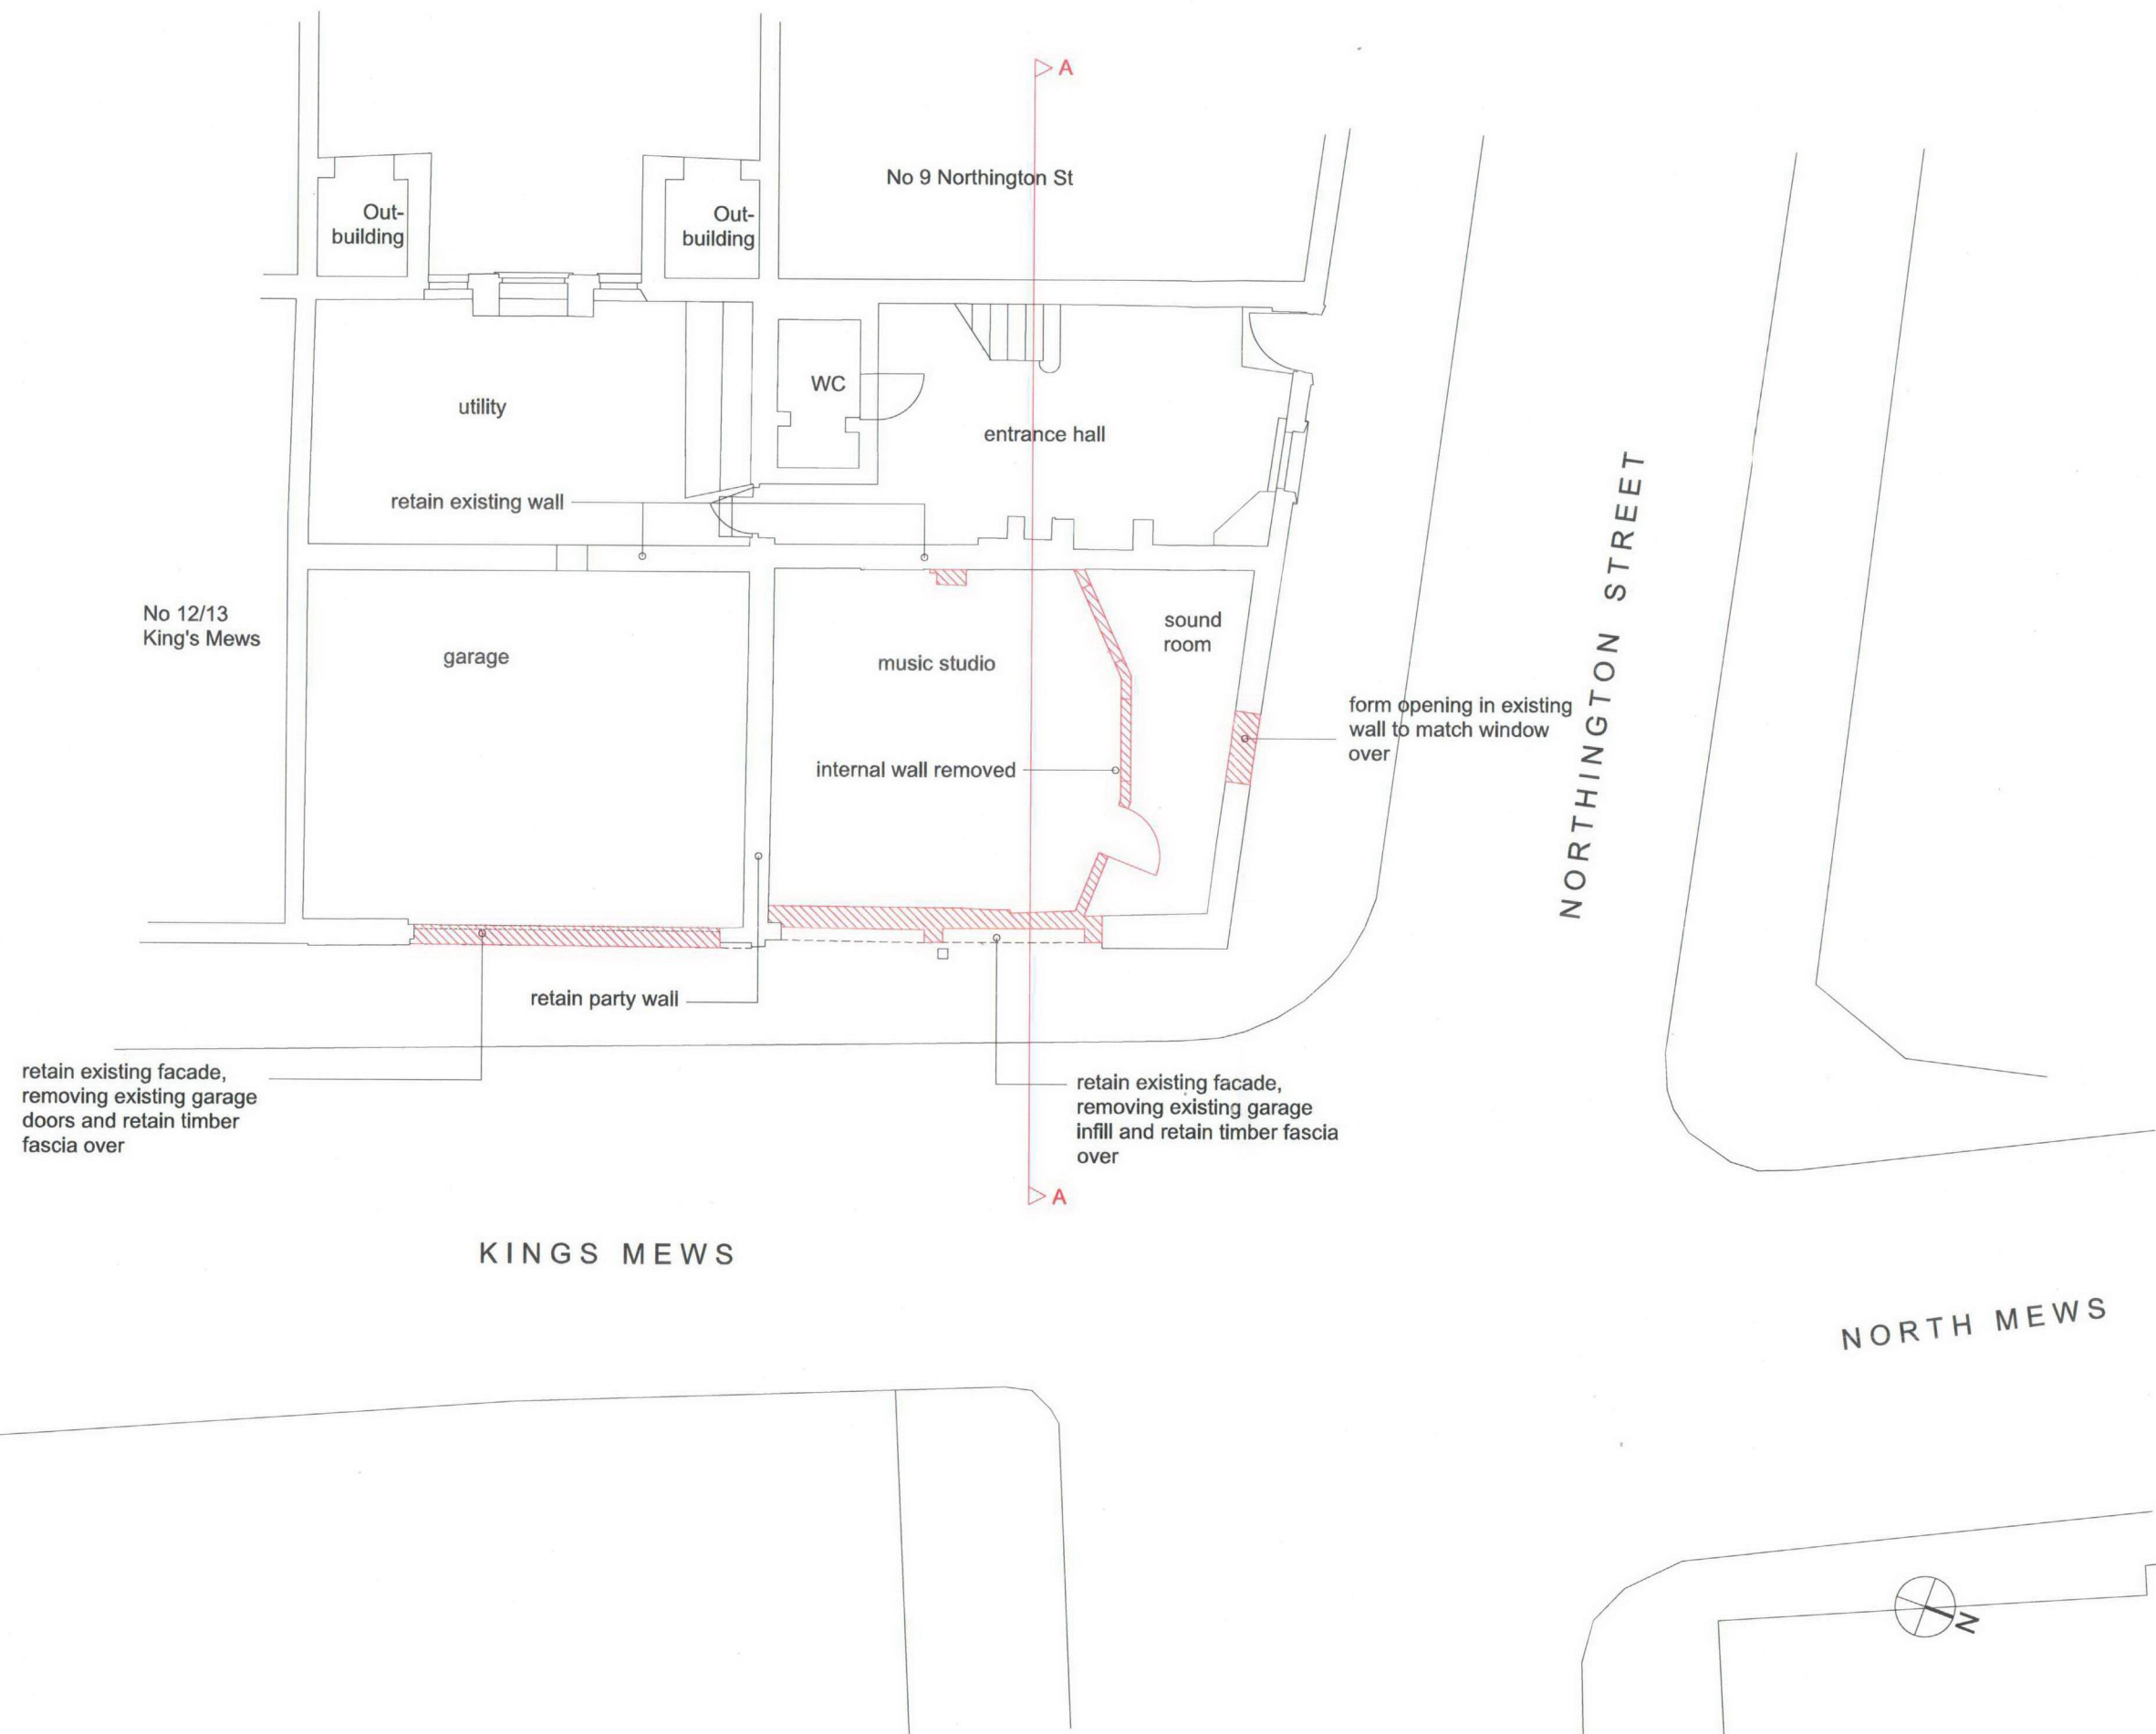 A
No 9 Northington St
Out-
building
Out-
building
WC
utility
entrance hall
retain existing wall
No 12/13
King's Mews
garage
music studio
sound
room
NORTHINGTON STREET
form opening in existing
wall to match window
over
internal wall removed
retain party wall
retain existing facade,
removing existing garage
doors and retain timber
fascia over
retain existing facade,
removing existing garage
infill and retain timber fascia
over
A
KINGS MEWS
NORTH MEWS
N